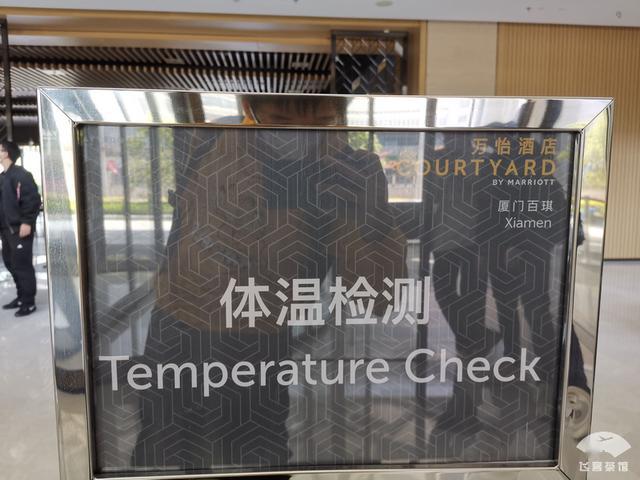 万怡酒店
COURTYARD
BY MARRIOTT
厦门百琪
Xiamen
体温检测
Temperature Check
飞客茶馆